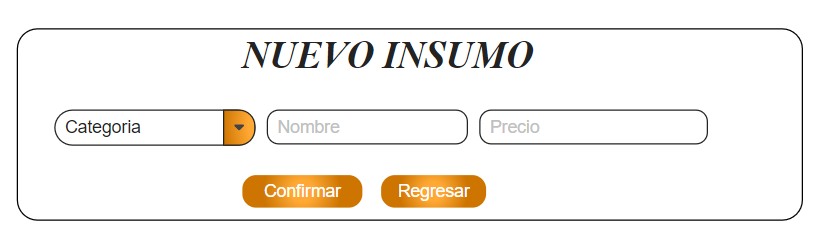 NUEVO INSUMO
Categoria Nombre Precio
Confirmar Regresar